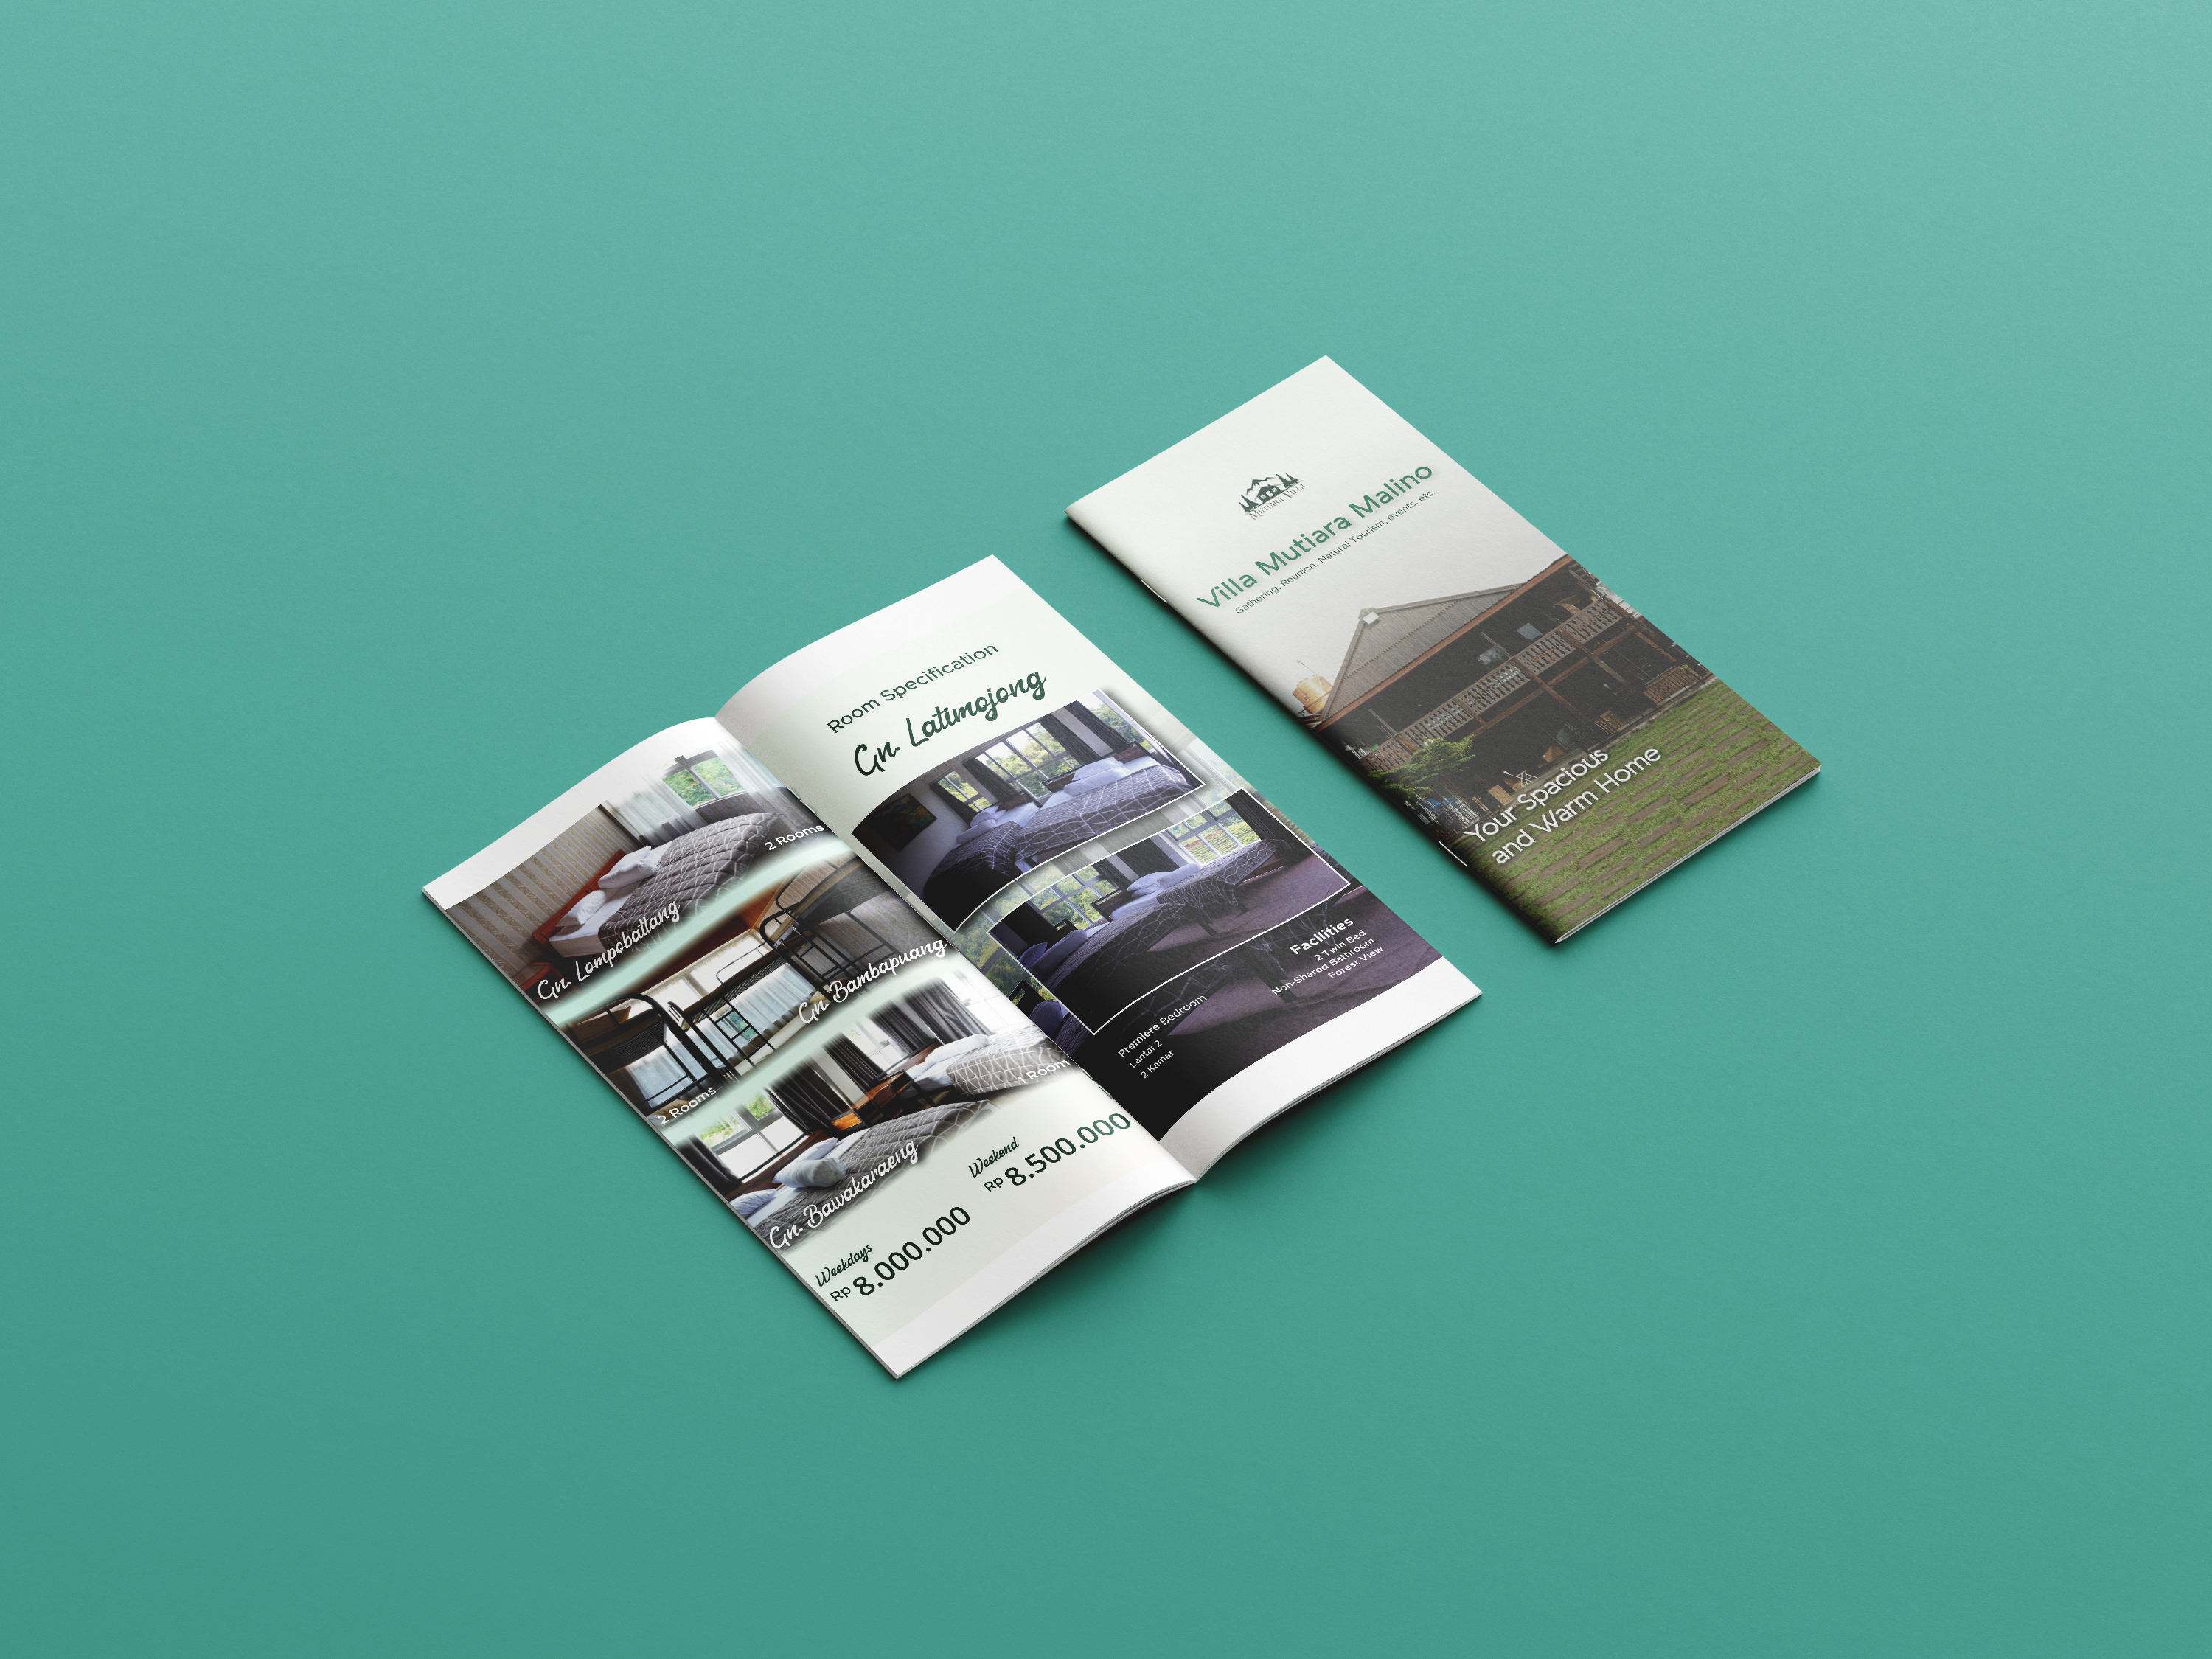 MUTIARA VILLA
Villa Mutiara Malino
Gathering, Reunion, Natural Tourism, events, etc.
Your Spacious
and Warm Home
2 Rooms
Gn. Lompobattang
Gn. Bambapuang
2 Rooms
1 Room
Gn. Bawakaraeng
Weekdays
Rp 8.000.000
Weekend
Rp 8.500.000
Room Specification
Gn. Latimojong
Facilities
2 Twin Bed
Non-Shared Bathroom
Forest View
Premiere Bedroom
Lantai 2
2 Kamar